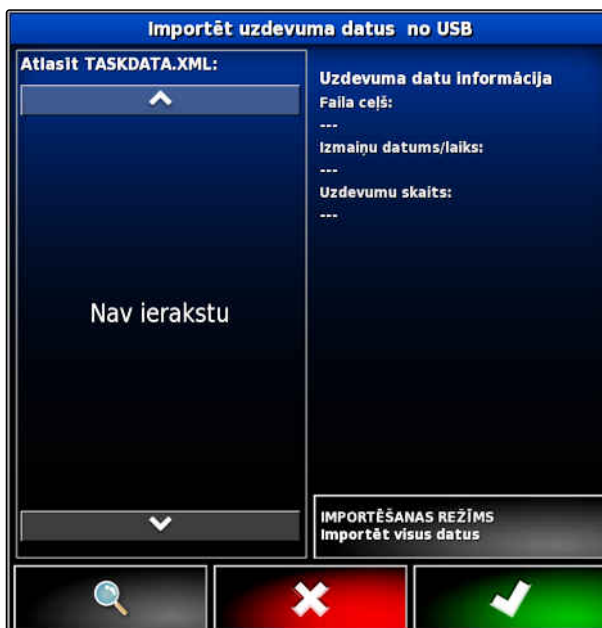 Importēt uzdevuma datus no USB
Atlasīt TASKDATA.XML:
Nav ierakstu
Uzdevuma datu informācija
Faila ceļš:
---
Izmaiņu datums/laiks:
---
Uzdevumu skaits:
---
IMPORTĒŠANAS REŽĪMS
Importēt visus datus